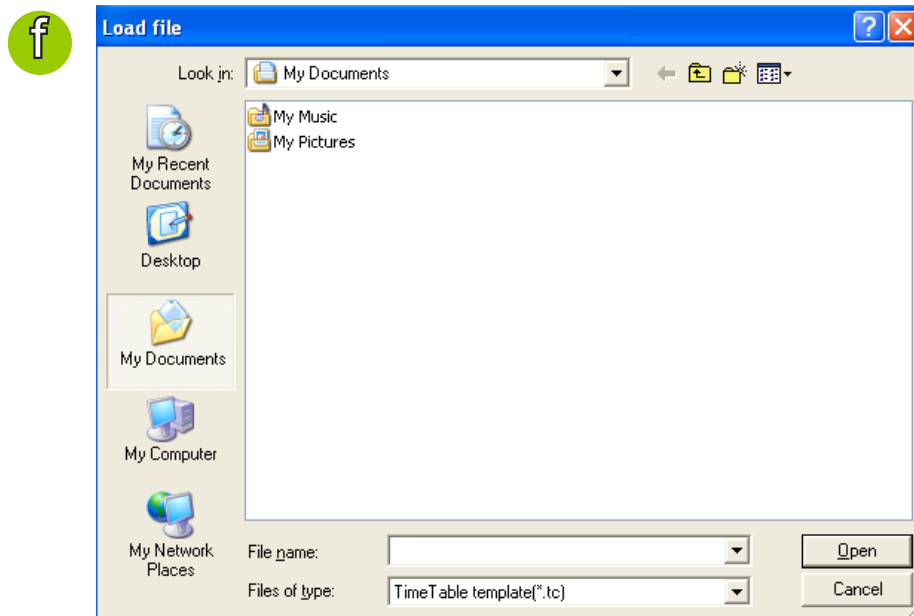 f
Load file
Look in:
My Documents
My Music
My Pictures
My Recent
Documents
Desktop
My Documents
My Computer
My Network
Places
File name:
Open
Files of type:
TimeTable template(*.tc)
Cancel